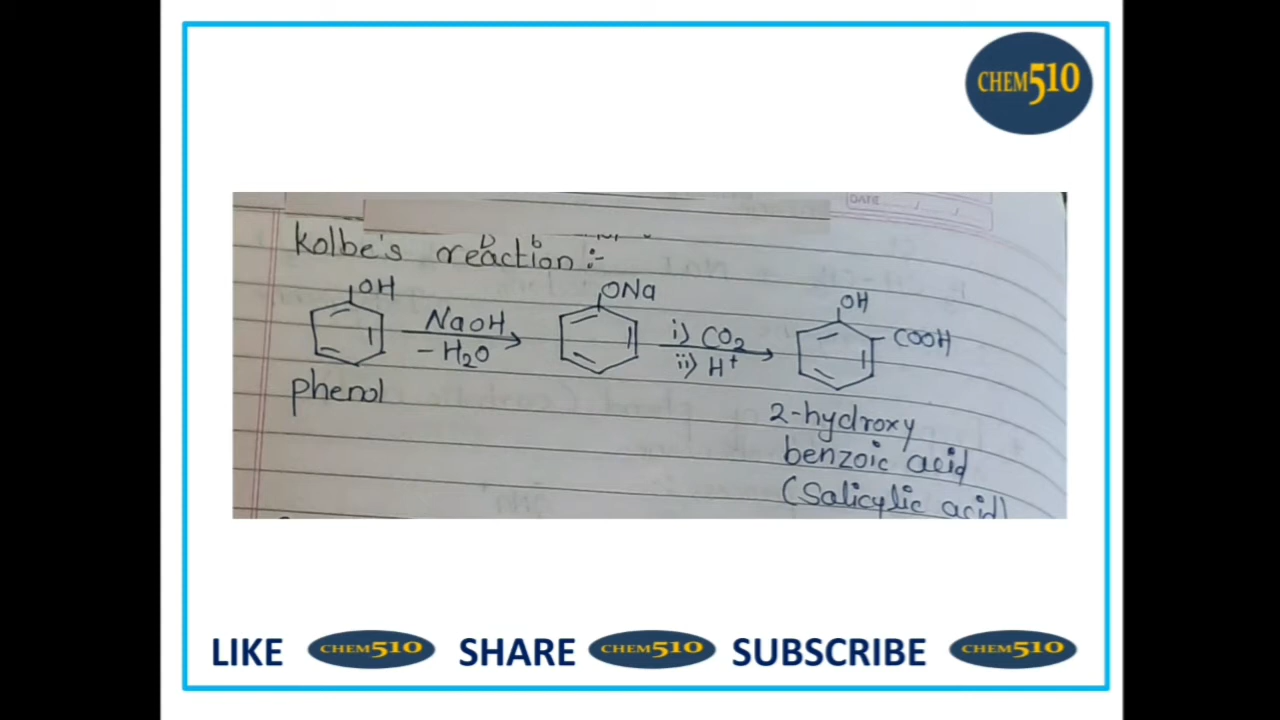 CHEM510
DATE
Kolbe's reaction :-
OH
NaOH
-H₂O
ONa
i) CO₂
ii) H⁺
OH
COOH
phenol
2-hydroxy
benzoic acid
(Salicylic acid)
LIKE CHEM510 SHARE CHEM510 SUBSCRIBE CHEM510